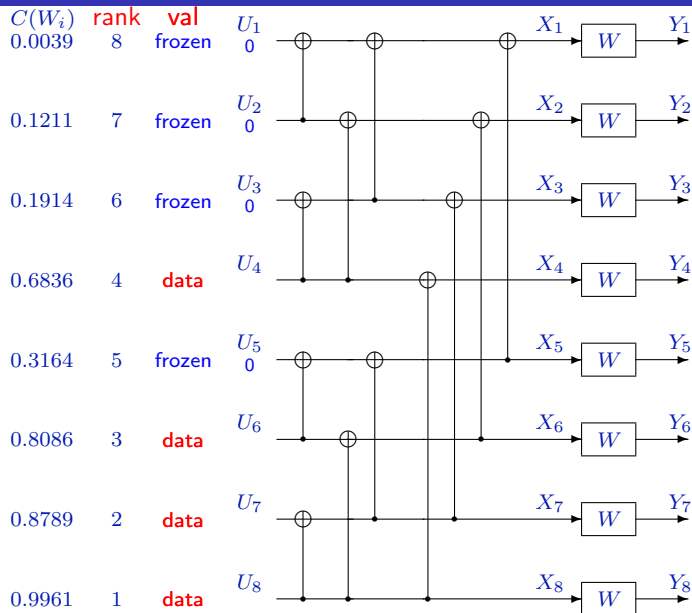 C(W_i) rank val U_1 X_1 Y_1
0.0039 8 frozen 0 W
U_2 X_2 Y_2
0.1211 7 frozen 0 W
U_3 X_3 Y_3
0.1914 6 frozen 0 W
U_4 X_4 Y_4
0.6836 4 data W
U_5 X_5 Y_5
0.3164 5 frozen 0 W
U_6 X_6 Y_6
0.8086 3 data W
U_7 X_7 Y_7
0.8789 2 data W
U_8 X_8 Y_8
0.9961 1 data W